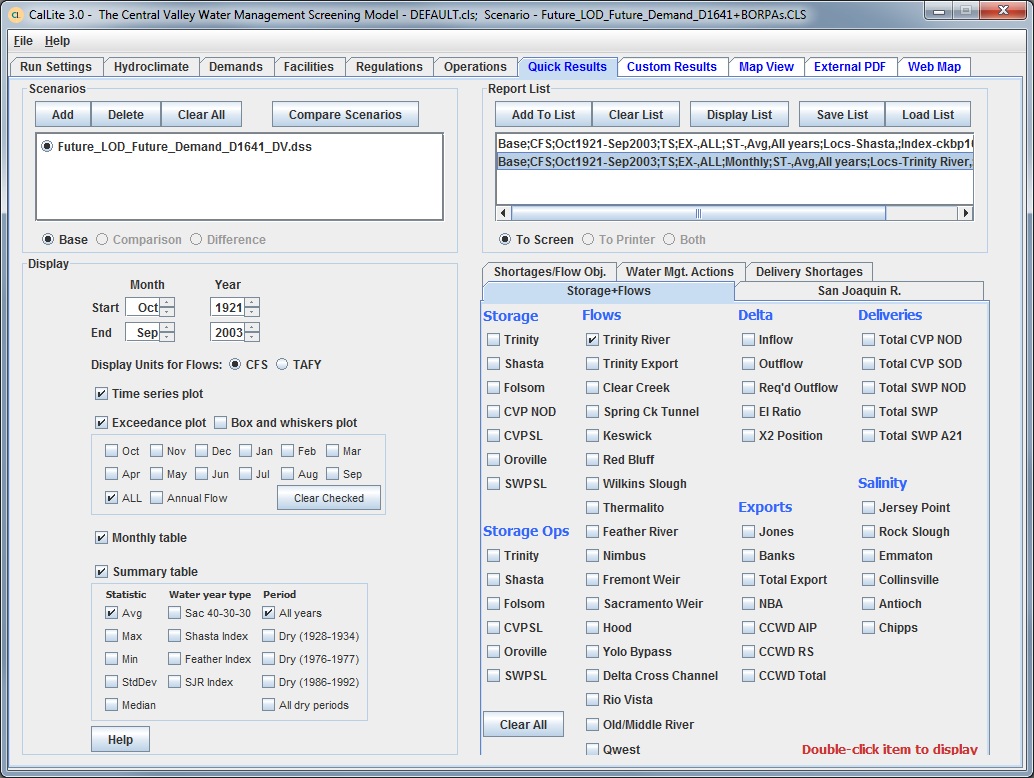 CL CalLite 3.0 - The Central Valley Water Management Screening Model - DEFAULT.cls; Scenario - Future_LOD_Future_Demand_D1641+BORPAs.CLS
File Help
Run Settings Hydroclimate Demands Facilities Regulations Operations Quick Results Custom Results Map View External PDF Web Map
Scenarios
Add Delete Clear All Compare Scenarios
Future_LOD_Future_Demand_D1641_DV.dss
Base Comparison Difference
Report List
Add To List Clear List Display List Save List Load List
Base;CFS;Oct1921-Sep2003;TS;EX-,ALL;ST-,Avg,All years;Locs-Shasta,;Index-ckbp10
Base;CFS;Oct1921-Sep2003;TS;EX-,ALL;Monthly;ST-,Avg,All years;Locs-Trinity River,
To Screen To Printer Both
Display
Month Year
Start Oct 1921
End Sep 2003
Display Units for Flows: CFS TAFY
Time series plot
Exceedance plot Box and whiskers plot
Oct Nov Dec Jan Feb Mar
Apr May Jun Jul Aug Sep
ALL Annual Flow Clear Checked
Monthly table
Summary table
Statistic Water year type Period
Avg Sac 40-30-30 All years
Max Shasta Index Dry (1928-1934)
Min Feather Index Dry (1976-1977)
StdDev SJR Index Dry (1986-1992)
Median All dry periods
Help
Shortages/Flow Obj. Water Mgt. Actions Delivery Shortages
Storage+Flows San Joaquin R.
Storage
Trinity
Shasta
Folsom
CVP NOD
CVPSL
Oroville
SWPSL
Storage Ops
Trinity
Shasta
Folsom
CVPSL
Oroville
SWPSL
Clear All
Flows
Trinity River
Trinity Export
Clear Creek
Spring Ck Tunnel
Keswick
Red Bluff
Wilkins Slough
Thermalito
Feather River
Nimbus
Fremont Weir
Sacramento Weir
Hood
Yolo Bypass
Delta Cross Channel
Rio Vista
Old/Middle River
Qwest
Delta
Inflow
Outflow
Req'd Outflow
EI Ratio
X2 Position
Exports
Jones
Banks
Total Export
NBA
CCWD AIP
CCWD RS
CCWD Total
Deliveries
Total CVP NOD
Total CVP SOD
Total SWP NOD
Total SWP
Total SWP A21
Salinity
Jersey Point
Rock Slough
Emmaton
Collinsville
Antioch
Chipps
Double-click item to display